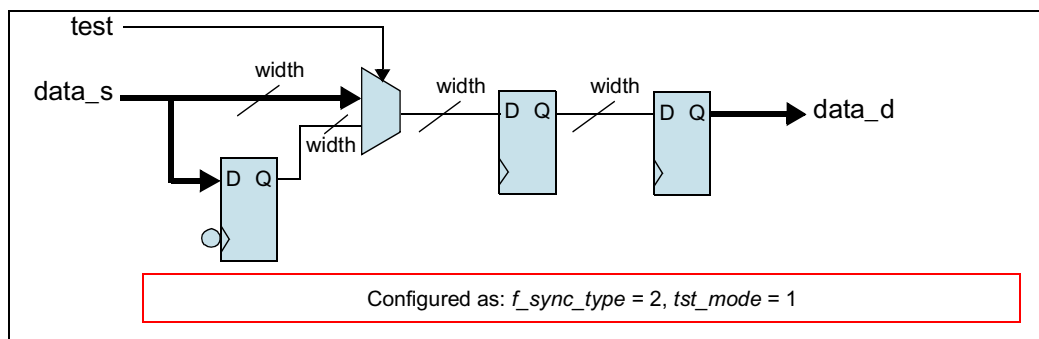 test
width
data_s
width
width
width
data_d
D Q
D Q
D Q
Configured as: f_sync_type = 2, tst_mode = 1